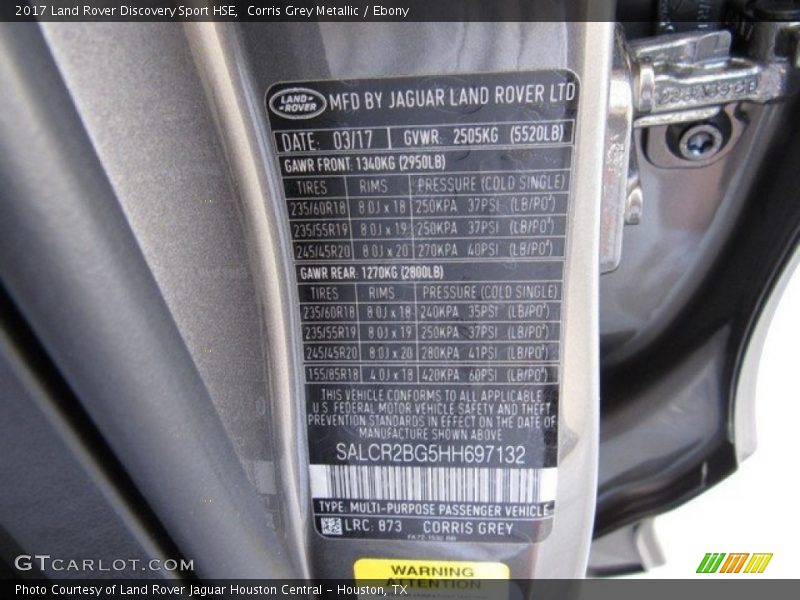 2017 Land Rover Discovery Sport HSE, Corris Grey Metallic / Ebony
LAND-ROVER MFD BY JAGUAR LAND ROVER LTD
DATE: 03/17 GVWR: 2505KG (5520LB)
GAWR FRONT: 1340KG (2950LB)
TIRES RIMS PRESSURE (COLD SINGLE)
235/60R18 8.0J x 18 250KPA 37PSI (LB/PO²)
235/55R19 8.0J x 19 250KPA 37PSI (LB/PO²)
245/45R20 8.0J x 20 270KPA 40PSI (LB/PO²)
GAWR REAR: 1270KG (2800LB)
TIRES RIMS PRESSURE (COLD SINGLE)
235/60R18 8.0J x 18 240KPA 35PSI (LB/PO²)
235/55R19 8.0J x 19 250KPA 37PSI (LB/PO²)
245/45R20 8.0J x 20 280KPA 41PSI (LB/PO²)
155/85R18 4.0J x 18 420KPA 60PSI (LB/PO²)
THIS VEHICLE CONFORMS TO ALL APPLICABLE
U.S. FEDERAL MOTOR VEHICLE SAFETY AND THEFT
PREVENTION STANDARDS IN EFFECT ON THE DATE OF
MANUFACTURE SHOWN ABOVE
SALCR2BG5HH697132
TYPE: MULTI-PURPOSE PASSENGER VEHICLE
LRC: 873 CORRIS GREY
WARNING
ATTENTION
GTCARLOT.COM
Photo Courtesy of Land Rover Jaguar Houston Central - Houston, TX